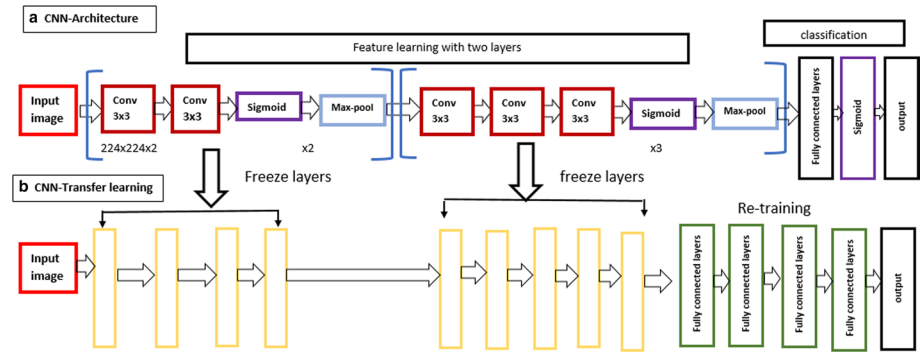 a CNN-Architecture
Feature learning with two layers
classification
Input
image
Conv
3x3
Conv
3x3
Sigmoid
Max-pool
Conv
3x3
Conv
3x3
Conv
3x3
Sigmoid
Max-pool
Fully connected layers
Sigmoid
output
224x224x2
x2
x3
Freeze layers
freeze layers
b CNN-Transfer learning
Re-training
Input
image
Fully connected layers
Fully connected layers
Fully connected layers
Fully connected layers
output